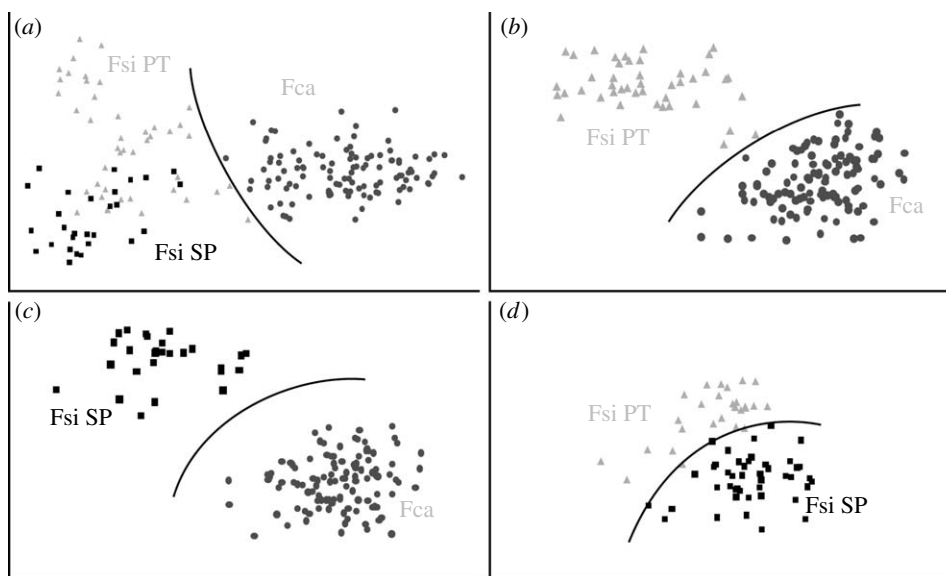 (a)
Fsi PT
Fca
Fsi SP
(b)
Fsi PT
Fca
(c)
Fsi SP
Fca
(d)
Fsi PT
Fsi SP